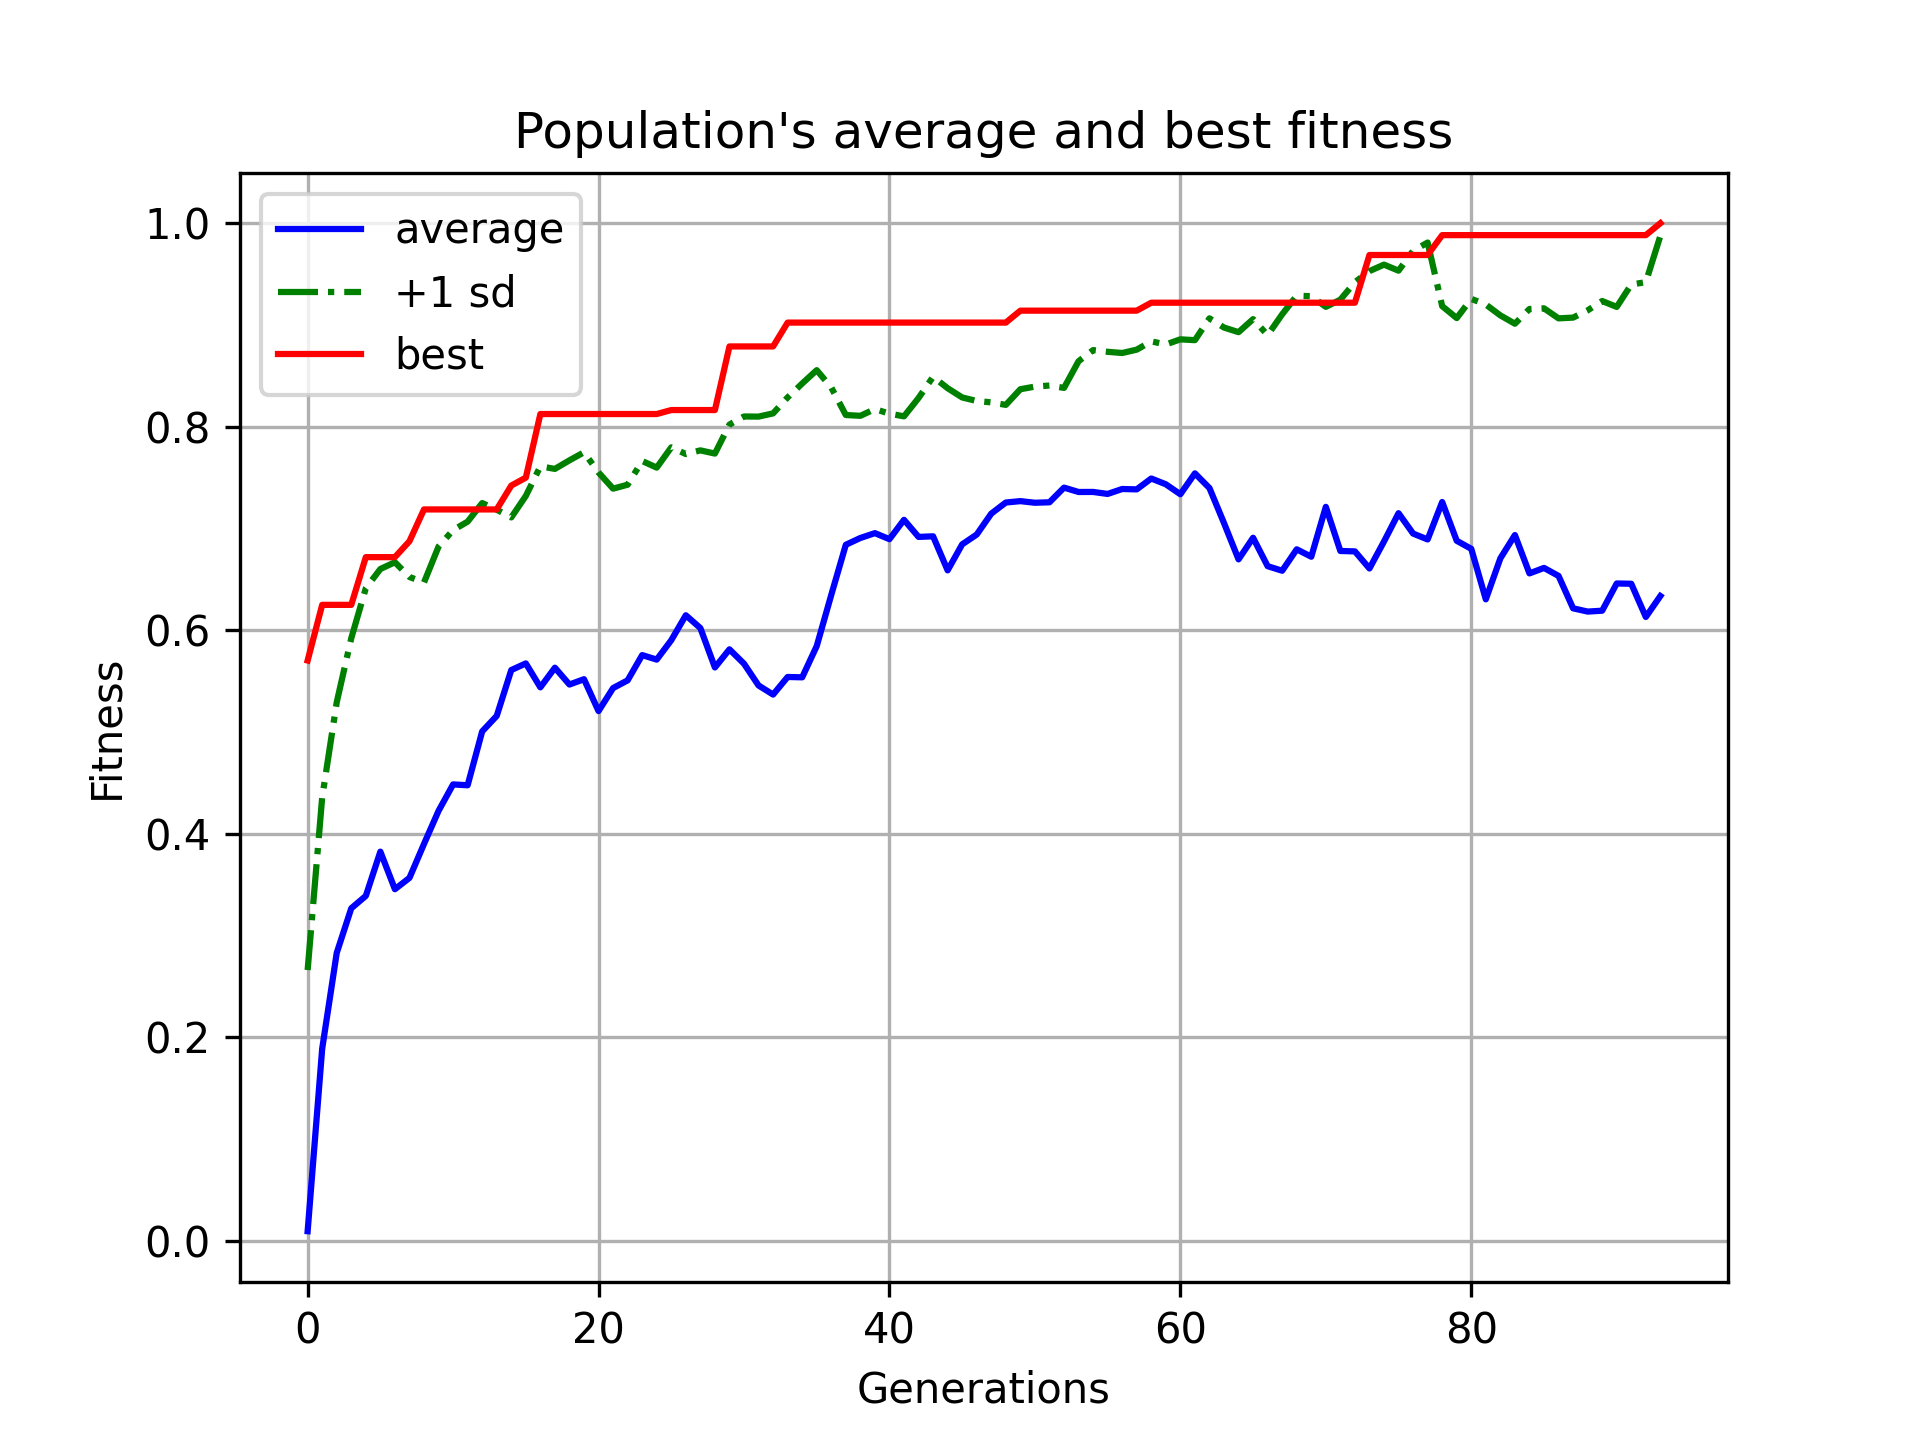 Population's average and best fitness
average
+1 sd
best
1.0
0.8
0.6
0.4
0.2
0.0
Fitness
0 20 40 60 80
Generations